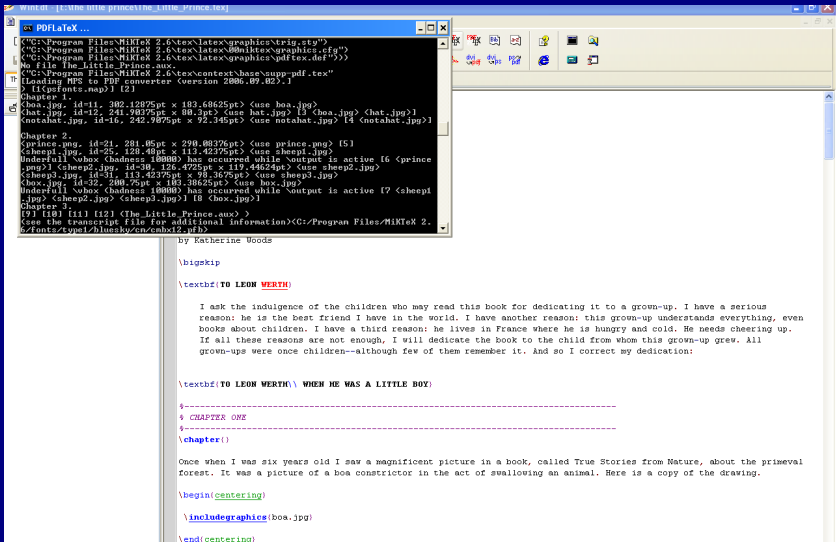 WinEdt - [E:\the little prince\The_Little_Prince.tex]
PDFLaTeX ...
("C:\Program Files\MiKTeX 2.6\tex\latex\graphics\trig.sty")
("C:\Program Files\MiKTeX 2.6\tex\latex\00miktex\graphics.cfg")
("C:\Program Files\MiKTeX 2.6\tex\latex\graphics\pdftex.def")))
No file The_Little_Prince.aux.
("C:\Program Files\MiKTeX 2.6\tex\context\base\supp-pdf.tex"
[Loading MPS to PDF converter (version 2006.09.02).]
) [1{psfonts.map}] [2]
Chapter 1.
<boa.jpg, id=11, 302.12875pt x 183.68625pt> <use boa.jpg>
<hat.jpg, id=12, 241.90375pt x 80.3pt> <use hat.jpg> [3 <boa.jpg> <hat.jpg>]
<notahat.jpg, id=16, 242.9075pt x 92.345pt> <use notahat.jpg> [4 <notahat.jpg>]
Chapter 2.
<prince.png, id=21, 281.05pt x 290.08376pt> <use prince.png> [5]
<sheep1.jpg, id=25, 128.48pt x 113.42375pt> <use sheep1.jpg>
Underfull \vbox (badness 10000) has occurred while \output is active [6 <prince
.png>] <sheep2.jpg, id=30, 126.4725pt x 119.44624pt> <use sheep2.jpg>
<sheep3.jpg, id=31, 113.42375pt x 98.3675pt> <use sheep3.jpg>
<box.jpg, id=32, 200.75pt x 103.38625pt> <use box.jpg>
Underfull \vbox (badness 10000) has occurred while \output is active [7 <sheep1
.jpg> <sheep2.jpg> <sheep3.jpg>] [8 <box.jpg>]
Chapter 3.
[9] [10] [11] [12] (The_Little_Prince.aux) )
(see the transcript file for additional information)<C:/Program Files/MiKTeX 2.
6/fonts/type1/bluesky/cm/cmbx12.pfb>
by Katherine Woods
\bigskip
\textbf{TO LEON WERTH}
I ask the indulgence of the children who may read this book for dedicating it to a grown-up. I have a serious
reason: he is the best friend I have in the world. I have another reason: this grown-up understands everything, even
books about children. I have a third reason: he lives in France where he is hungry and cold. He needs cheering up.
If all these reasons are not enough, I will dedicate the book to the child from whom this grown-up grew. All
grown-ups were once children--although few of them remember it. And so I correct my dedication:
\textbf{TO LEON WERTH\\ WHEN HE WAS A LITTLE BOY}
%--------------------------------------------------------------------------------
% CHAPTER ONE
%--------------------------------------------------------------------------------
\chapter{}
Once when I was six years old I saw a magnificent picture in a book, called True Stories from Nature, about the primeval
forest. It was a picture of a boa constrictor in the act of swallowing an animal. Here is a copy of the drawing.
\begin{centering}
\includegraphics{boa.jpg}
\end{centering}